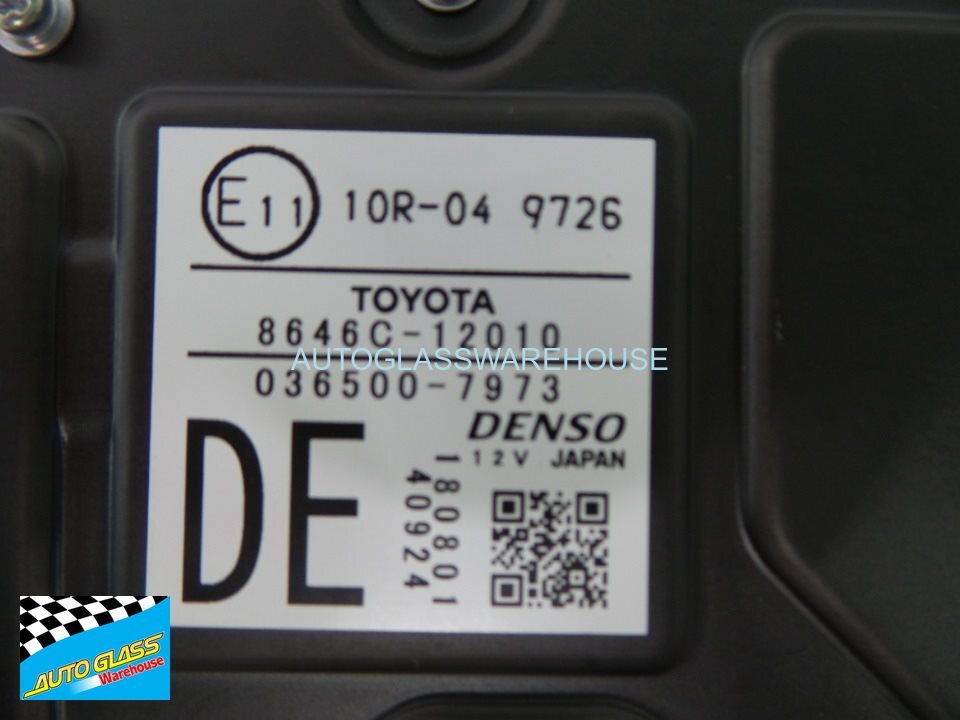 E11 10R-04 9726
TOYOTA
8646C-12010
AUTOGLASSWAREHOUSE
036500-7973
DENSO
12V JAPAN
DE
180801
40924
AUTO GLASS
Warehouse